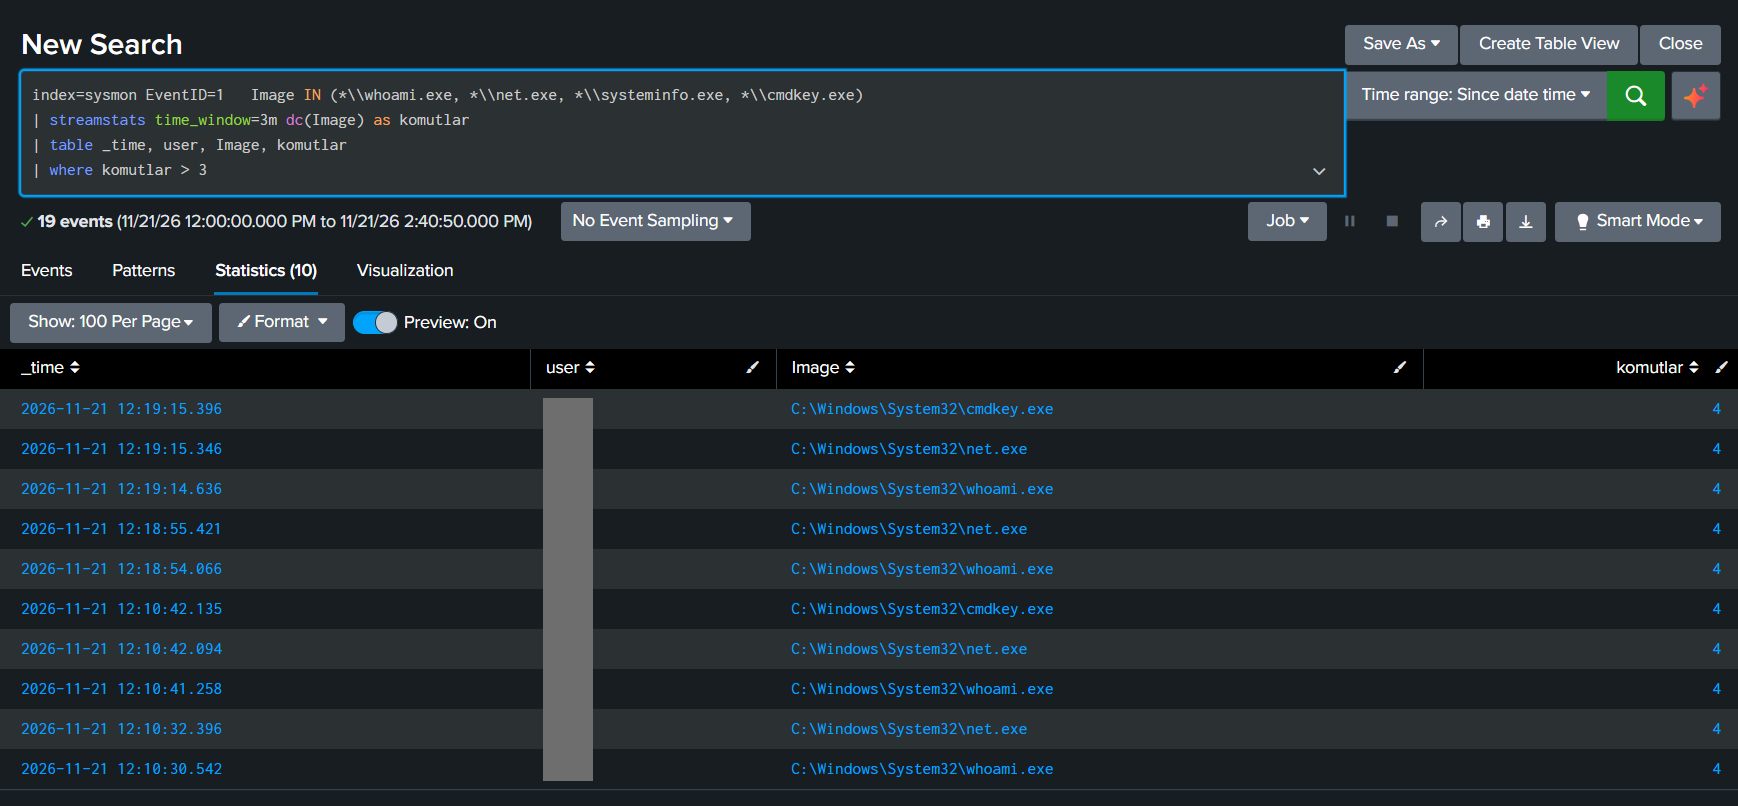 New Search
Save As
Create Table View
Close
index=sysmon EventID=1   Image IN (*\\whoami.exe, *\\net.exe, *\\systeminfo.exe, *\\cmdkey.exe)
| streamstats time_window=3m dc(Image) as komutlar
| table _time, user, Image, komutlar
| where komutlar > 3
Time range: Since date time
19 events (11/21/26 12:00:00.000 PM to 11/21/26 2:40:50.000 PM)
No Event Sampling
Job
Smart Mode
Events
Patterns
Statistics (10)
Visualization
Show: 100 Per Page
Format
Preview: On
_time user Image komutlar
2026-11-21 12:19:15.396 C:\Windows\System32\cmdkey.exe 4
2026-11-21 12:19:15.346 C:\Windows\System32\net.exe 4
2026-11-21 12:19:14.636 C:\Windows\System32\whoami.exe 4
2026-11-21 12:18:55.421 C:\Windows\System32\net.exe 4
2026-11-21 12:18:54.066 C:\Windows\System32\whoami.exe 4
2026-11-21 12:10:42.135 C:\Windows\System32\cmdkey.exe 4
2026-11-21 12:10:42.094 C:\Windows\System32\net.exe 4
2026-11-21 12:10:41.258 C:\Windows\System32\whoami.exe 4
2026-11-21 12:10:32.396 C:\Windows\System32\net.exe 4
2026-11-21 12:10:30.542 C:\Windows\System32\whoami.exe 4